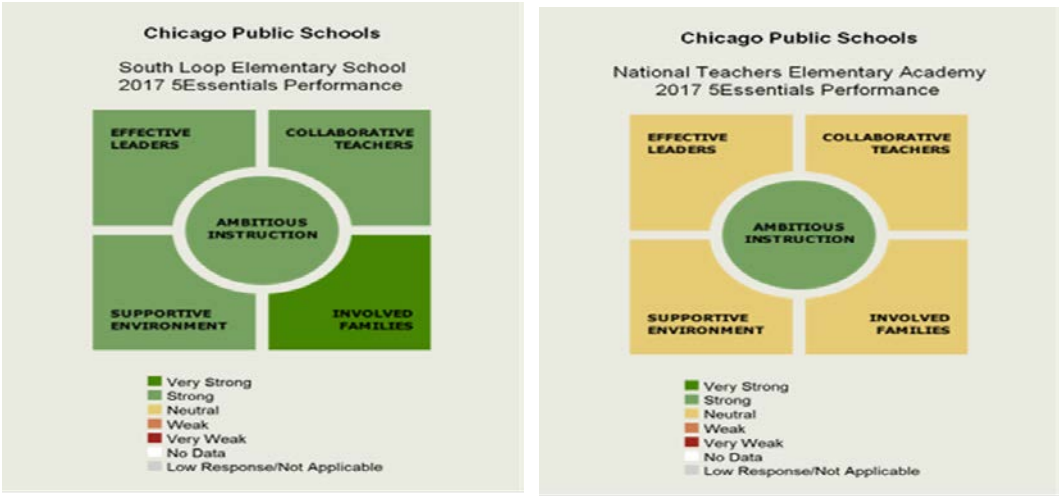 Chicago Public Schools
South Loop Elementary School
2017 5Essentials Performance
EFFECTIVE
LEADERS
COLLABORATIVE
TEACHERS
AMBITIOUS
INSTRUCTION
SUPPORTIVE
ENVIRONMENT
INVOLVED
FAMILIES
Very Strong
Strong
Neutral
Weak
Very Weak
No Data
Low Response/Not Applicable
Chicago Public Schools
National Teachers Elementary Academy
2017 5Essentials Performance
EFFECTIVE
LEADERS
COLLABORATIVE
TEACHERS
AMBITIOUS
INSTRUCTION
SUPPORTIVE
ENVIRONMENT
INVOLVED
FAMILIES
Very Strong
Strong
Neutral
Weak
Very Weak
No Data
Low Response/Not Applicable